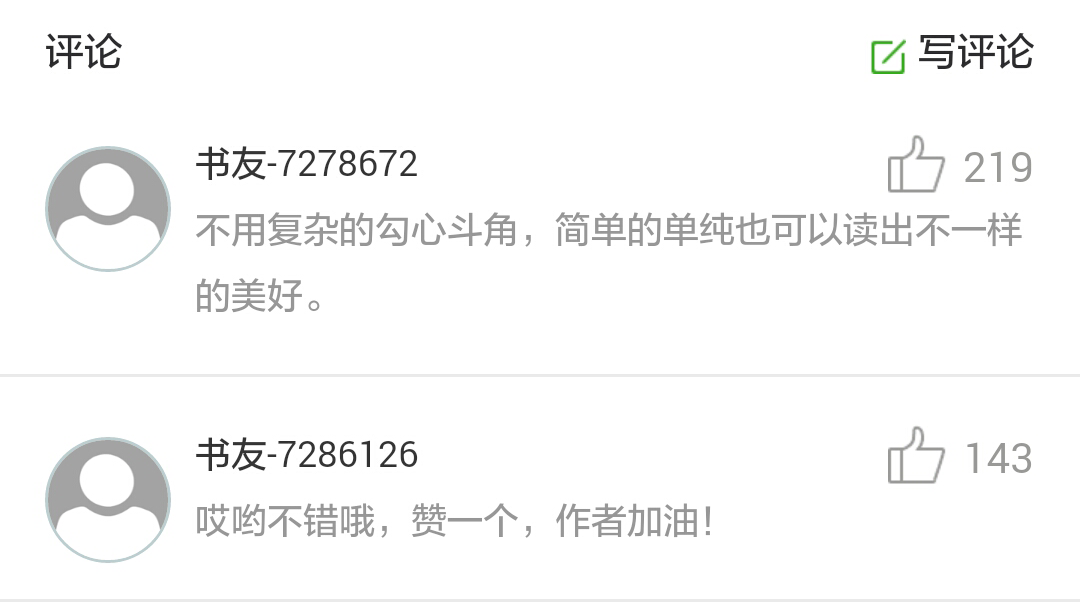 评论
写评论
书友-7278672
219
不用复杂的勾心斗角，简单的单纯也可以读出不一样
的美好。
书友-7286126
143
哎哟不错哦，赞一个，作者加油！